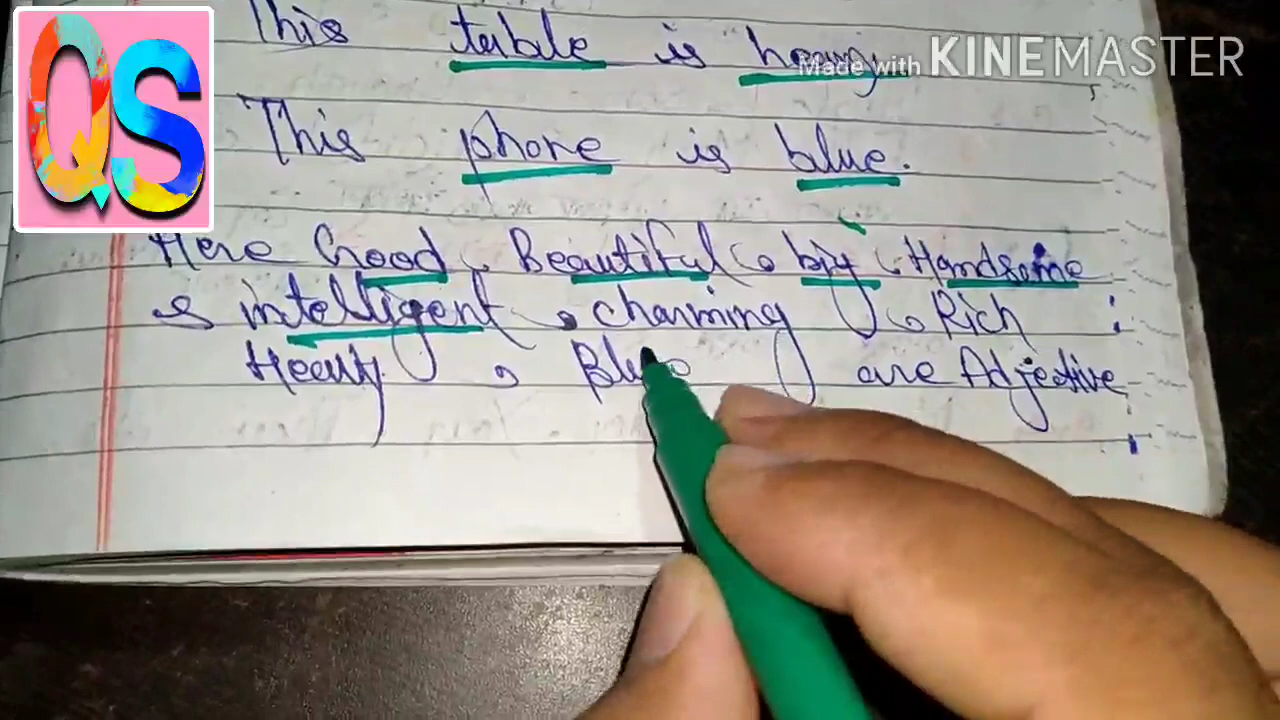 QS
Made with KINEMASTER
This table is heavy
This phone is blue.
Here Good, Beautiful, big, Handsome
, intelligent, charming, Rich
Heavy, Blue are Adjective